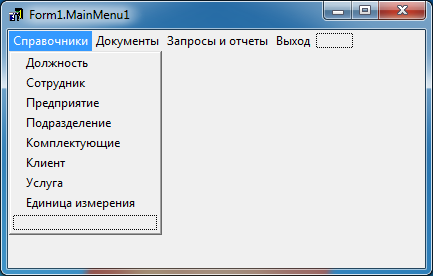 Form1.MainMenu1
Справочники Документы Запросы и отчеты Выход
Должность
Сотрудник
Предприятие
Подразделение
Комплектующие
Клиент
Услуга
Единица измерения